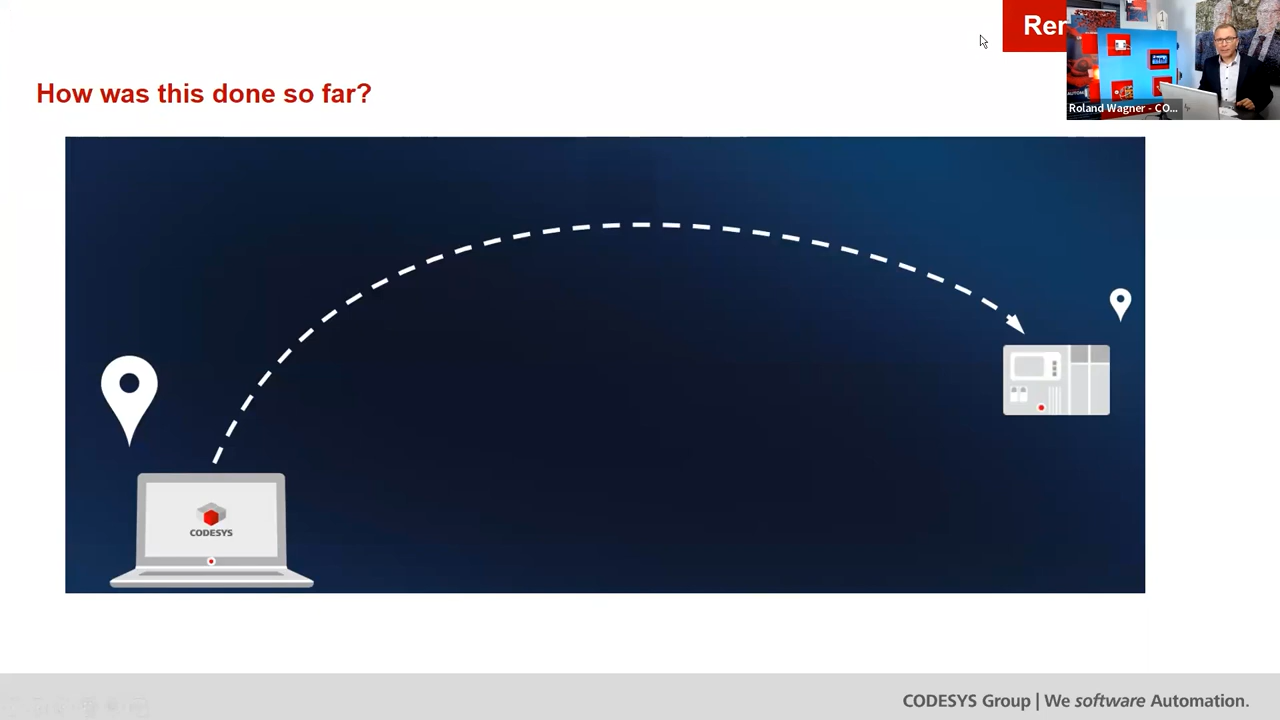 Rer
Roland Wagner - CO...
How was this done so far?
CODESYS
CODESYS Group | We software Automation.